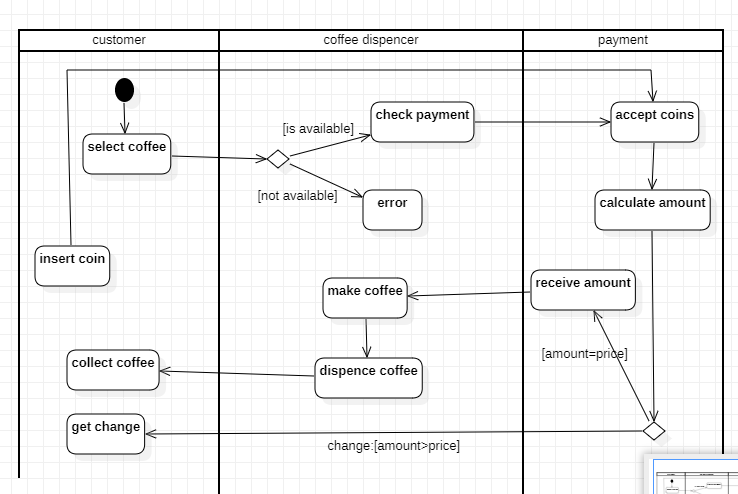 customer
coffee dispencer
payment
check payment
accept coins
[is available]
select coffee
[not available]
error
calculate amount
insert coin
make coffee
receive amount
collect coffee
dispence coffee
[amount=price]
get change
change:[amount>price]